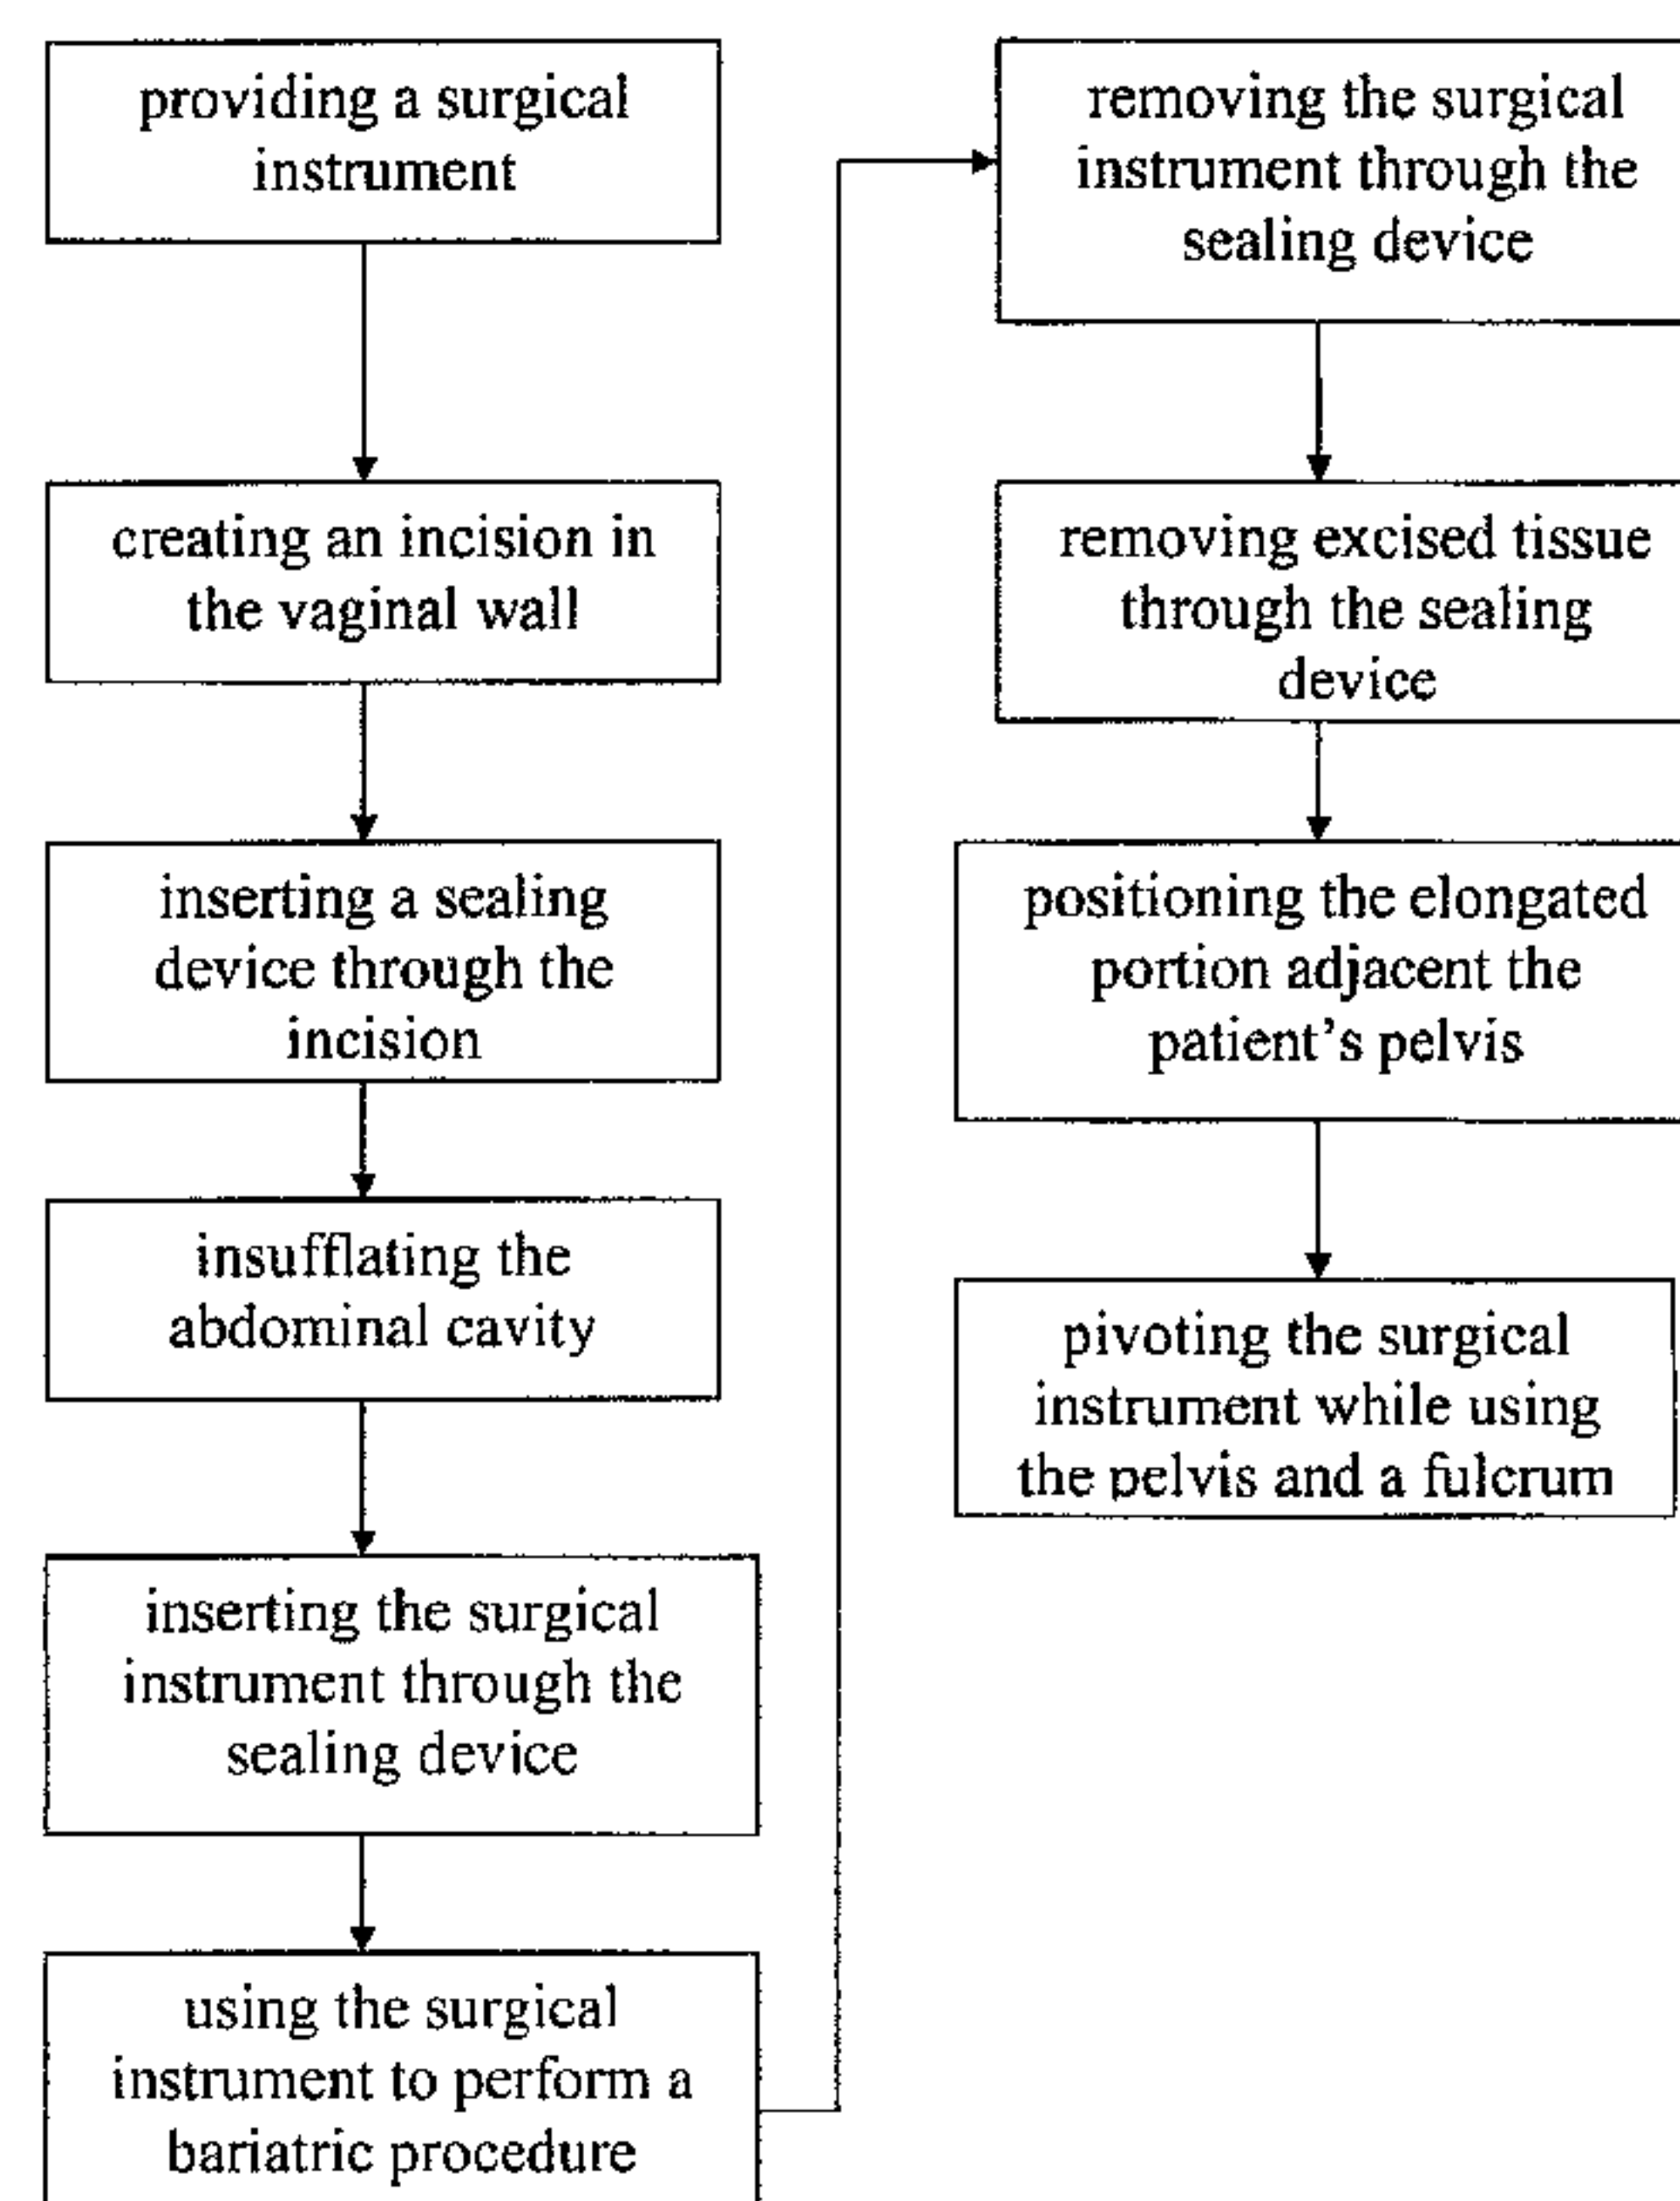 providing a surgical
instrument
creating an incision in
the vaginal wall
inserting a sealing
device through the
incision
insufflating the
abdominal cavity
inserting the surgical
instrument through the
sealing device
using the surgical
instrument to perform a
bariatric procedure
removing the surgical
instrument through the
sealing device
removing excised tissue
through the sealing
device
positioning the elongated
portion adjacent the
patient's pelvis
pivoting the surgical
instrument while using
the pelvis and a fulcrum